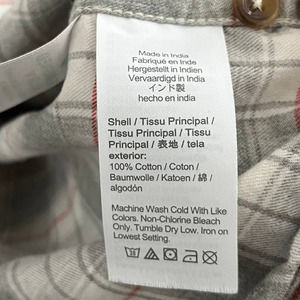 Made in India
Fabriqué en Inde
Hergestellt in Indien
Vervaardigd in India
インド製
hecho en india
Shell / Tissu Principal /
Tissu Principal / Tissu
Principal / 表地 / tela
exterior:
100% Cotton / Coton /
Baumwolle / Katoen / 綿 /
algodón
Machine Wash Cold With Like
Colors. Non-Chlorine Bleach
Only. Tumble Dry Low. Iron on
Lowest Setting.